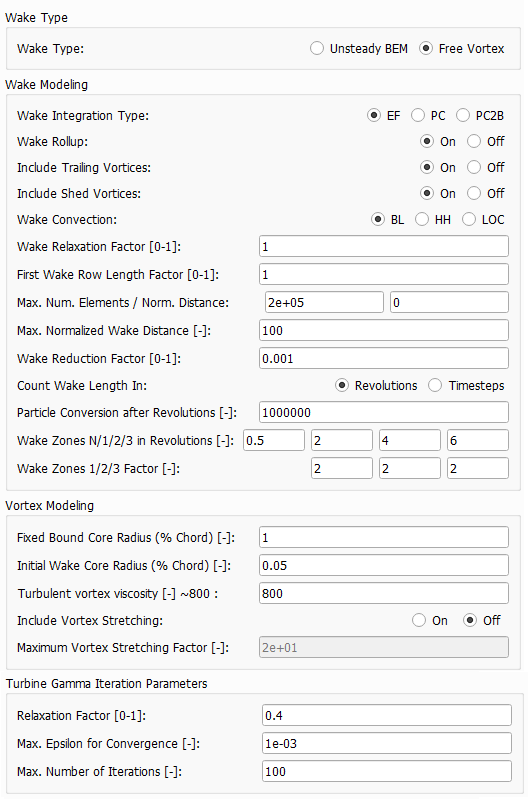 Wake Type
Wake Type: Unsteady BEM Free Vortex
Wake Modeling
Wake Integration Type: EF PC PC2B
Wake Rollup: On Off
Include Trailing Vortices: On Off
Include Shed Vortices: On Off
Wake Convection: BL HH LOC
Wake Relaxation Factor [0-1]: 1
First Wake Row Length Factor [0-1]: 1
Max. Num. Elements / Norm. Distance: 2e+05 0
Max. Normalized Wake Distance [-]: 100
Wake Reduction Factor [0-1]: 0.001
Count Wake Length In: Revolutions Timesteps
Particle Conversion after Revolutions [-]: 1000000
Wake Zones N/1/2/3 in Revolutions [-]: 0.5 2 4 6
Wake Zones 1/2/3 Factor [-]: 2 2 2
Vortex Modeling
Fixed Bound Core Radius (% Chord) [-]: 1
Initial Wake Core Radius (% Chord) [-]: 0.05
Turbulent vortex viscosity [-] ~800 : 800
Include Vortex Stretching: On Off
Maximum Vortex Stretching Factor [-]: 2e+01
Turbine Gamma Iteration Parameters
Relaxation Factor [0-1]: 0.4
Max. Epsilon for Convergence [-]: 1e-03
Max. Number of Iterations [-]: 100